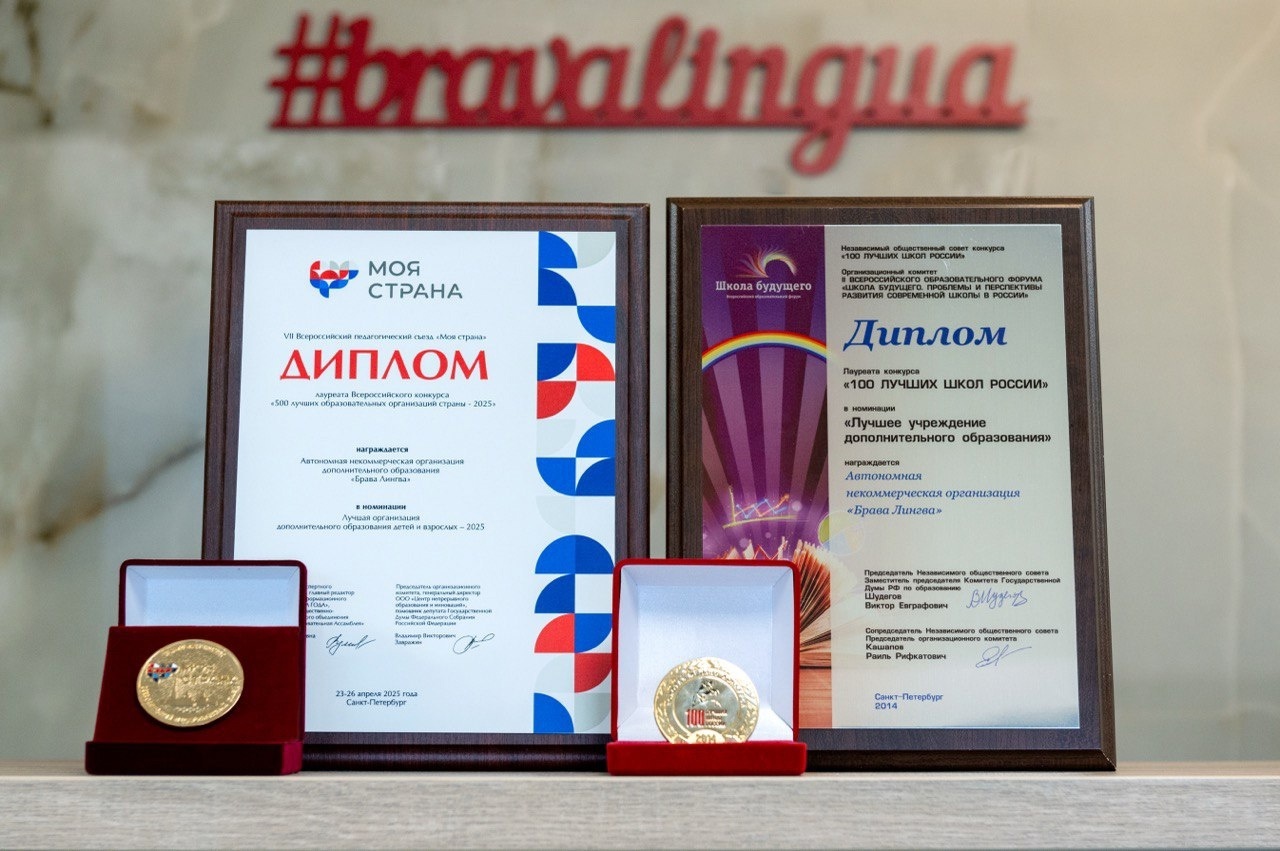 #bravalingua
МОЯ
СТРАНА
VII Всероссийский педагогический съезд «Моя страна»
ДИПЛОМ
лауреата Всероссийского конкурса
«500 лучших образовательных организаций страны - 2025»
награждается
Автономная некоммерческая организация
дополнительного образования
«Брава Лингва»
в номинации
Лучшая организация
дополнительного образования детей и взрослых – 2025
Председатель организационного
комитета, генеральный директор
ООО «Центр непрерывного
образования и инноваций»,
помощник депутата Государственной
Думы Федерального Собрания
Российской Федерации
Владимир Викторович
Завражин
23-26 апреля 2025 года
Санкт-Петербург
Школа будущего
Всероссийский образовательный форум
Независимый общественный совет конкурса
«100 ЛУЧШИХ ШКОЛ РОССИИ»
Организационный комитет
II ВСЕРОССИЙСКОГО ОБРАЗОВАТЕЛЬНОГО ФОРУМА
«ШКОЛА БУДУЩЕГО. ПРОБЛЕМЫ И ПЕРСПЕКТИВЫ
РАЗВИТИЯ СОВРЕМЕННОЙ ШКОЛЫ В РОССИИ»
Диплом
Лауреата конкурса
«100 ЛУЧШИХ ШКОЛ РОССИИ»
в номинации
«Лучшее учреждение
дополнительного образования»
награждается
Автономная
некоммерческая организация
«Брава Лингва»
Председатель Независимого общественного совета
Заместитель председателя Комитета Государственной
Думы РФ по образованию
Шудегов
Виктор Евграфович
Сопредседатель Независимого общественного совета
Председатель организационного комитета
Кашапов
Раиль Рифкатович
Санкт-Петербург
2014
100
2014